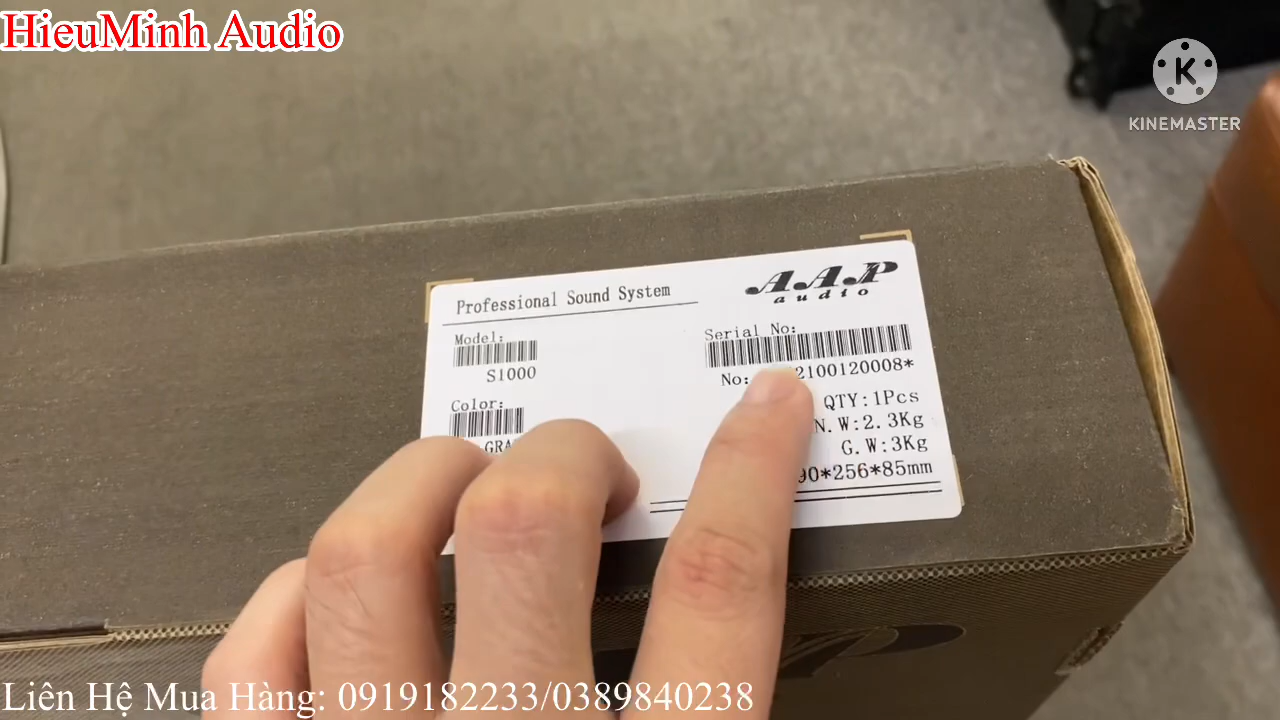 HieuMinh Audio
KINEMASTER
Professional Sound System
AAP
audio
Model:
S1000
Color:
GRA
Serial No:
No: 2100120008*
QTY:1Pcs
N.W:2.3Kg
G.W:3Kg
90*256*85mm
Liên Hệ Mua Hàng: 0919182233/0389840238